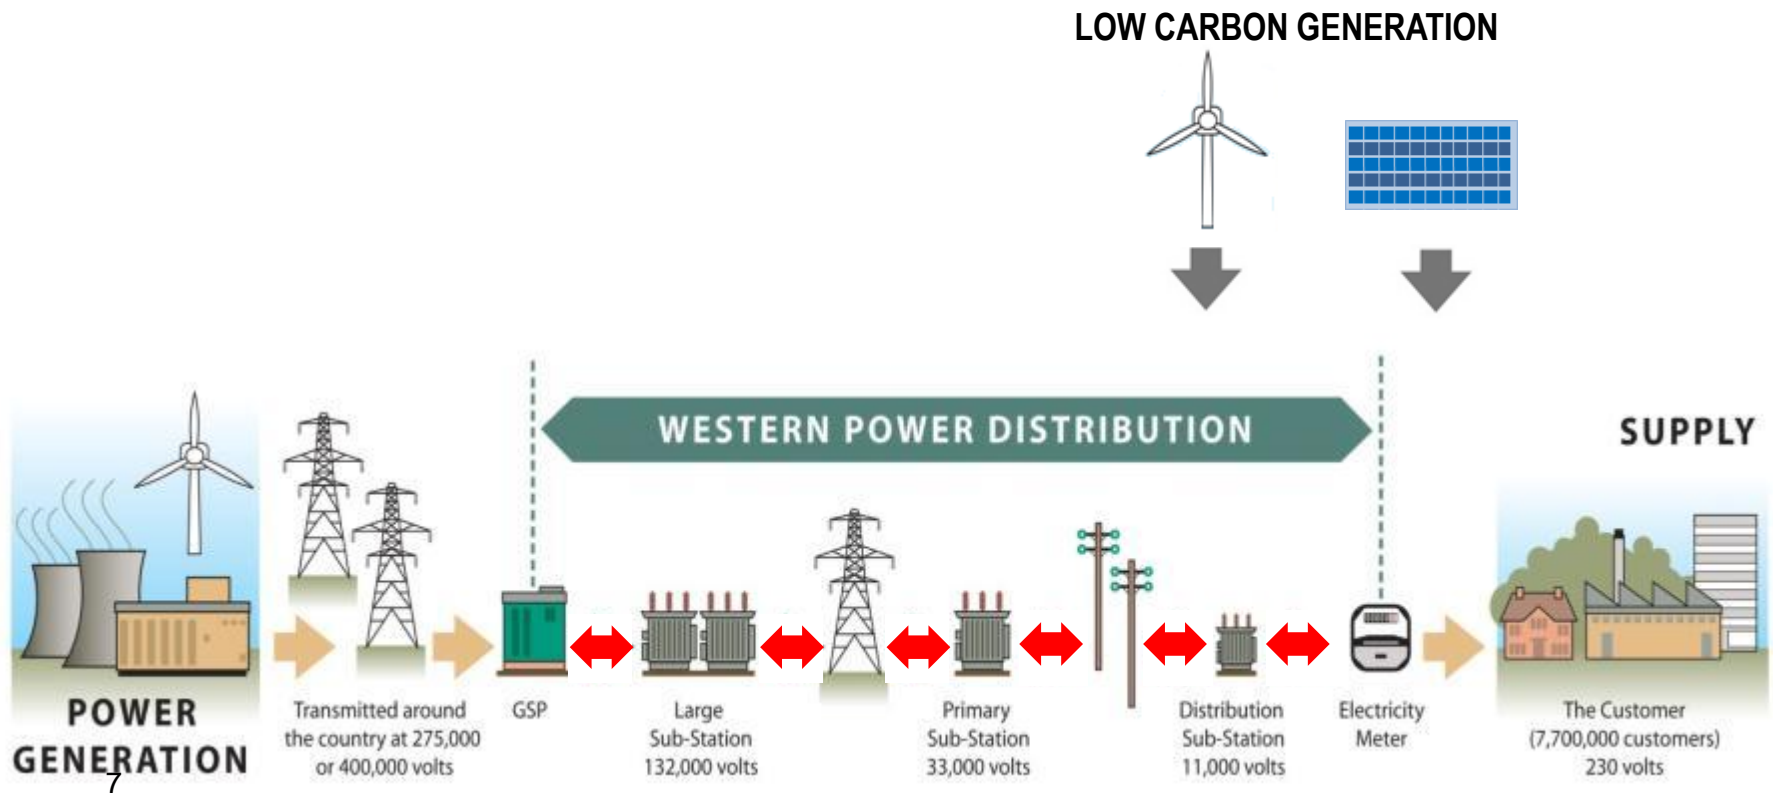 LOW CARBON GENERATION
WESTERN POWER DISTRIBUTION
SUPPLY
POWER
GENERATION
7
Transmitted around
the country at 275,000
or 400,000 volts
GSP
Large
Sub-Station
132,000 volts
Primary
Sub-Station
33,000 volts
Distribution
Sub-Station
11,000 volts
Electricity
Meter
The Customer
(7,700,000 customers)
230 volts